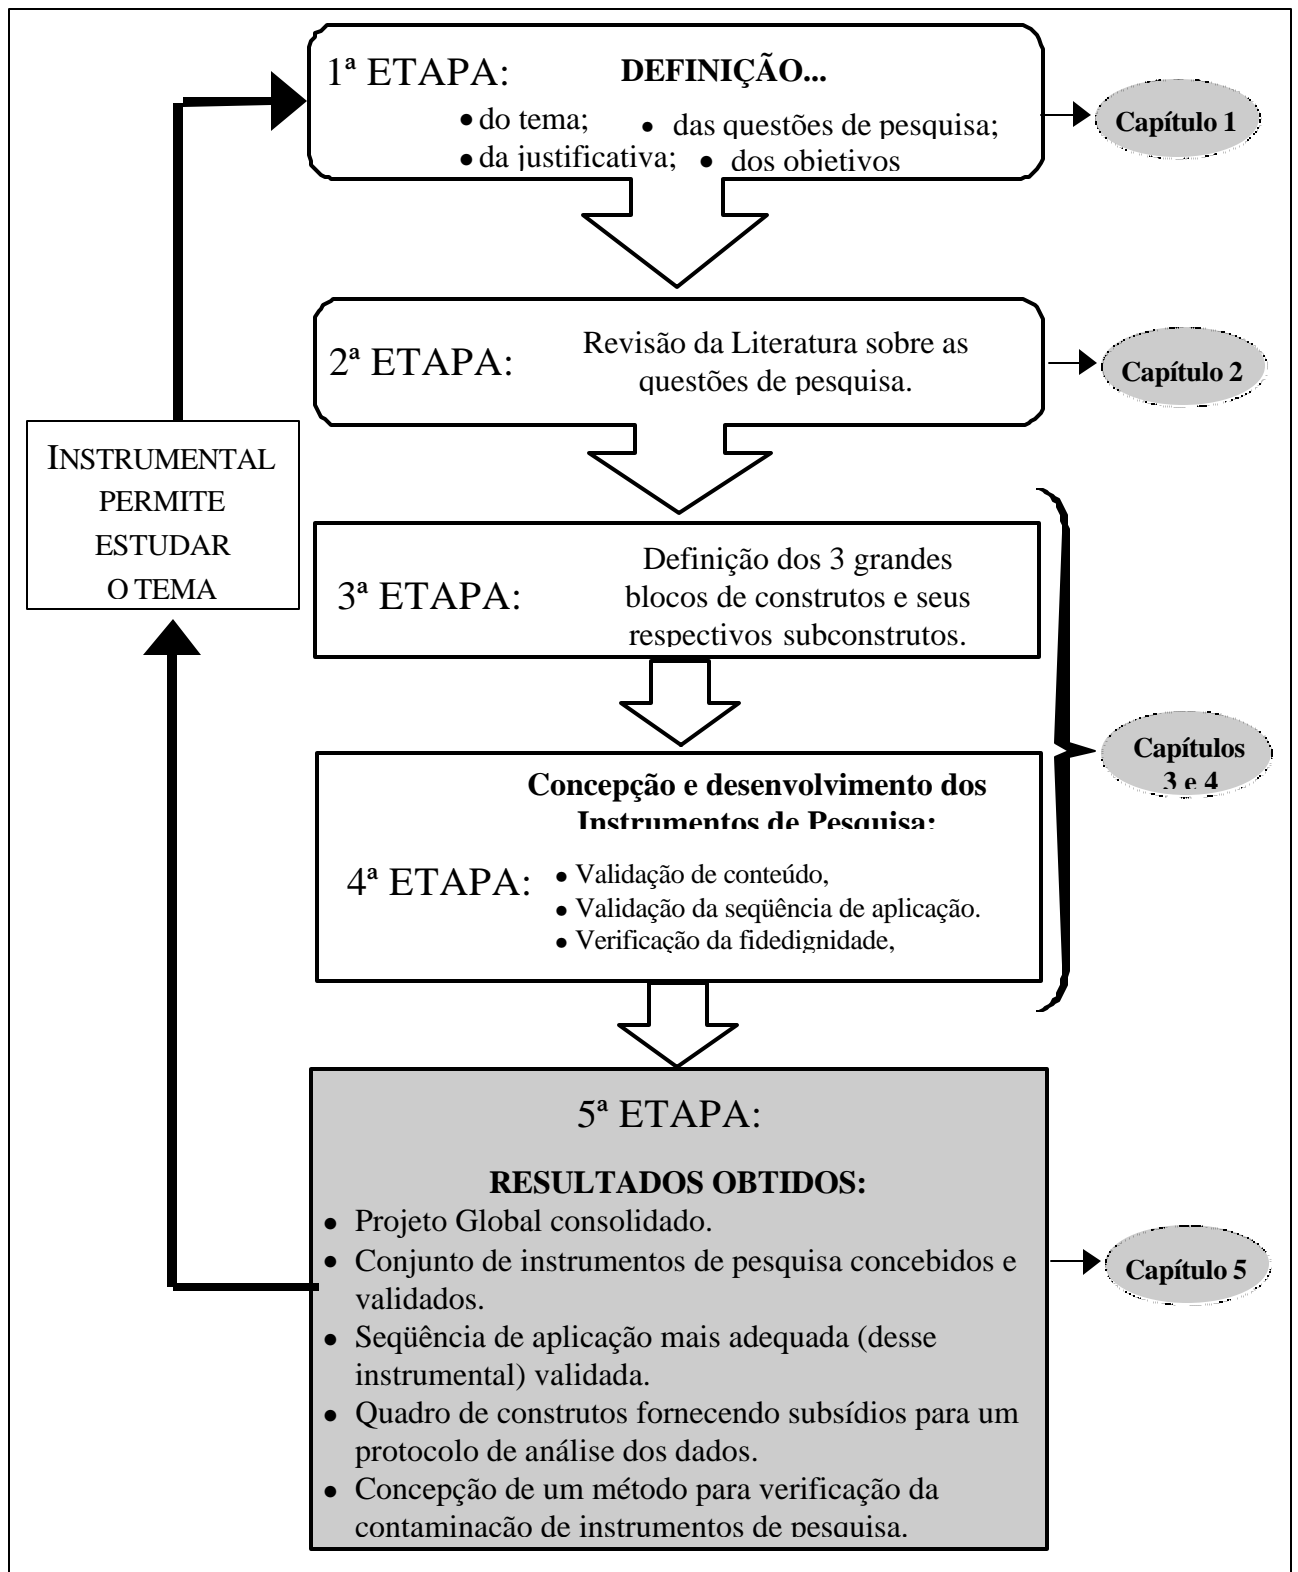 1ª ETAPA: DEFINIÇÃO...
• do tema; • das questões de pesquisa;
• da justificativa; • dos objetivos
Capítulo 1
2ª ETAPA:
Revisão da Literatura sobre as
questões de pesquisa.
Capítulo 2
INSTRUMENTAL
PERMITE
ESTUDAR
O TEMA
3ª ETAPA:
Definição dos 3 grandes
blocos de construtos e seus
respectivos subconstrutos.
Capítulos
3 e 4
4ª ETAPA:
Concepção e desenvolvimento dos
Instrumentos de Pesquisa:
• Validação de conteúdo,
• Validação da seqüência de aplicação.
• Verificação da fidedignidade,
5ª ETAPA:
RESULTADOS OBTIDOS:
• Projeto Global consolidado.
• Conjunto de instrumentos de pesquisa concebidos e
validados.
• Seqüência de aplicação mais adequada (desse
instrumental) validada.
• Quadro de construtos fornecendo subsídios para um
protocolo de análise dos dados.
• Concepção de um método para verificação da
contaminação de instrumentos de pesquisa.
Capítulo 5